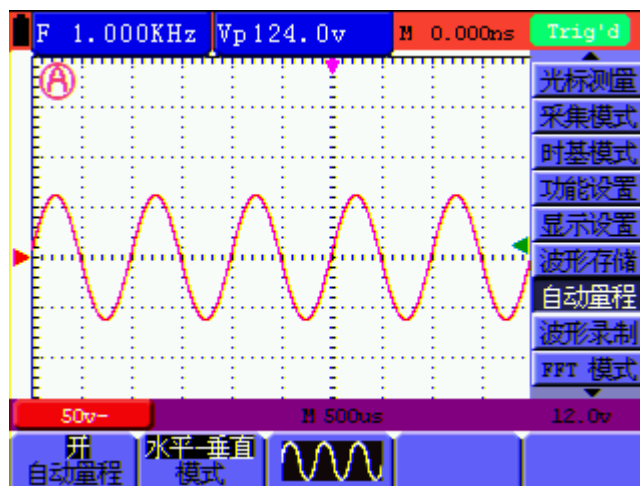 F 1.000KHz Vp124.0v M 0.000ns Trig'd
A
光标测量
采集模式
时基模式
功能设置
显示设置
波形存储
自动量程
波形录制
FFT 模式
50v~ M 500us 12.0v
开 水平-垂直
自动量程 模式